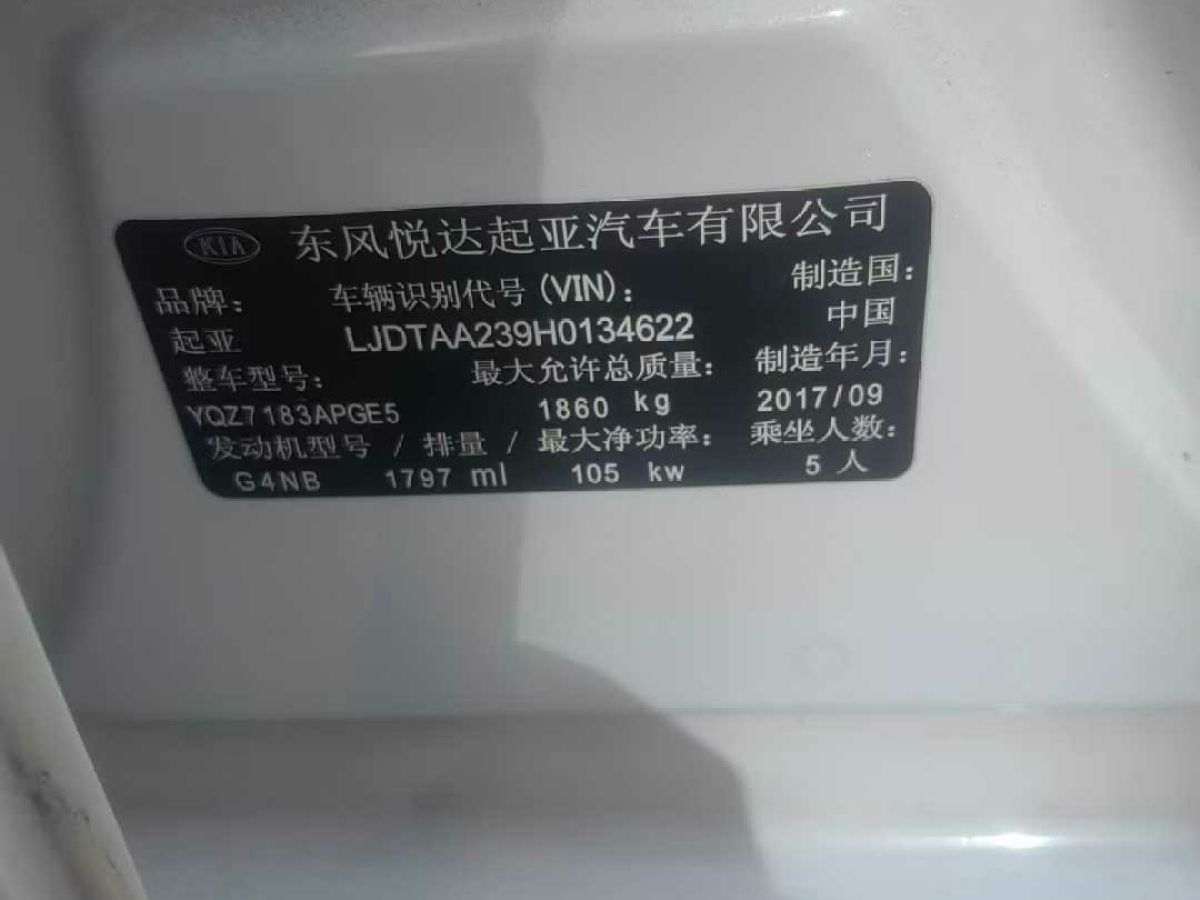 KIA 东风悦达起亚汽车有限公司
品牌： 车辆识别代号(VIN)： 制造国：
起亚 LJDTAA239H0134622 中国
整车型号： 最大允许总质量： 制造年月：
YQZ7183APGE5 1860 kg 2017/09
发动机型号 / 排量 / 最大净功率： 乘坐人数：
G4NB 1797 ml 105 kw 5 人